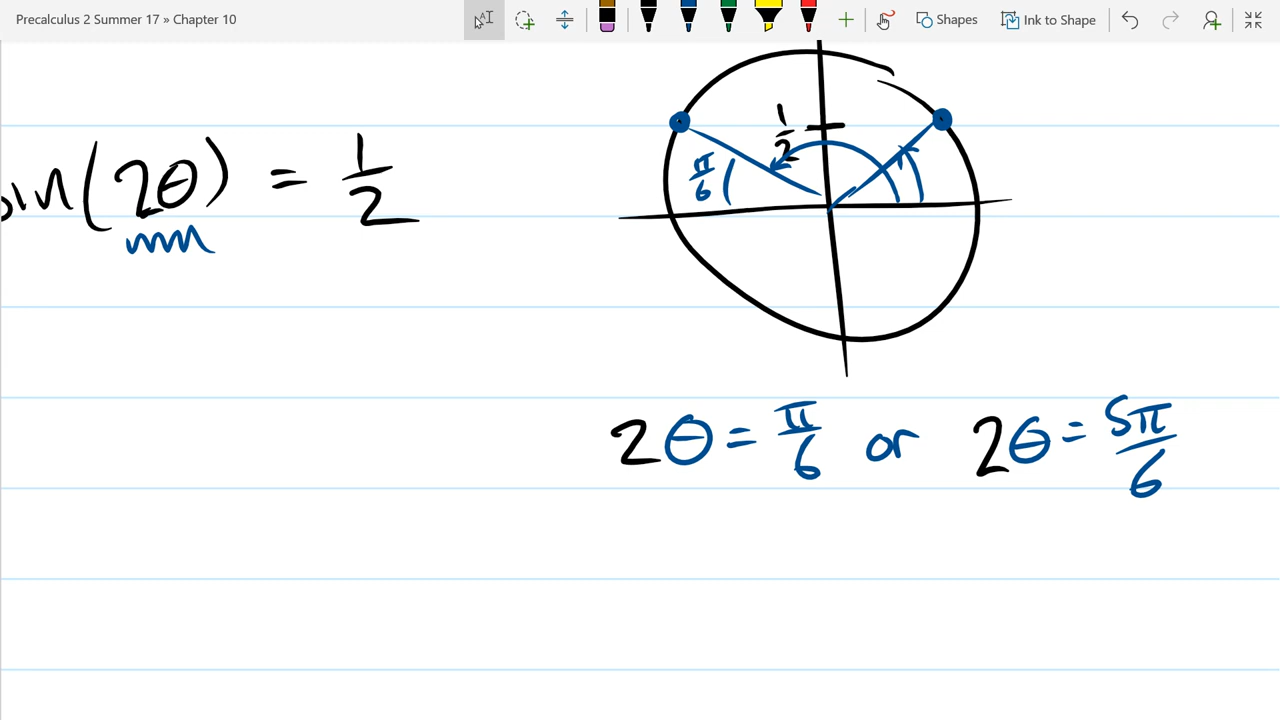 Precalculus 2 Summer 17 » Chapter 10
Shapes
Ink to Shape
in(2θ) = 1/2
1/2
π/6
2θ = π/6 or 2θ = 5π/6